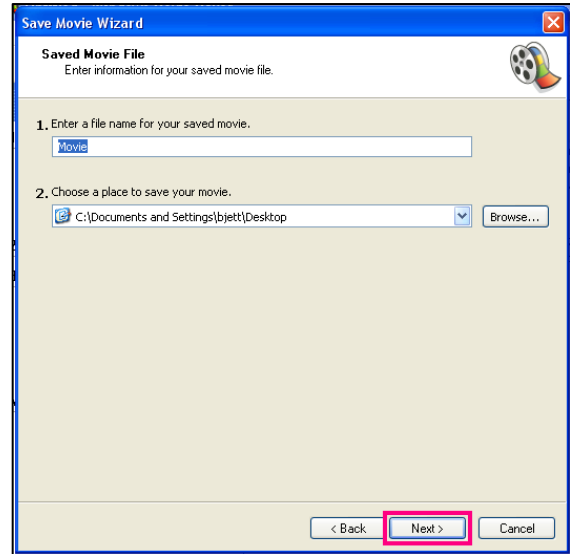 Save Movie Wizard
Saved Movie File
Enter information for your saved movie file.
1. Enter a file name for your saved movie.
Movie
2. Choose a place to save your movie.
C:\Documents and Settings\bjett\Desktop
Browse...
< Back Next > Cancel